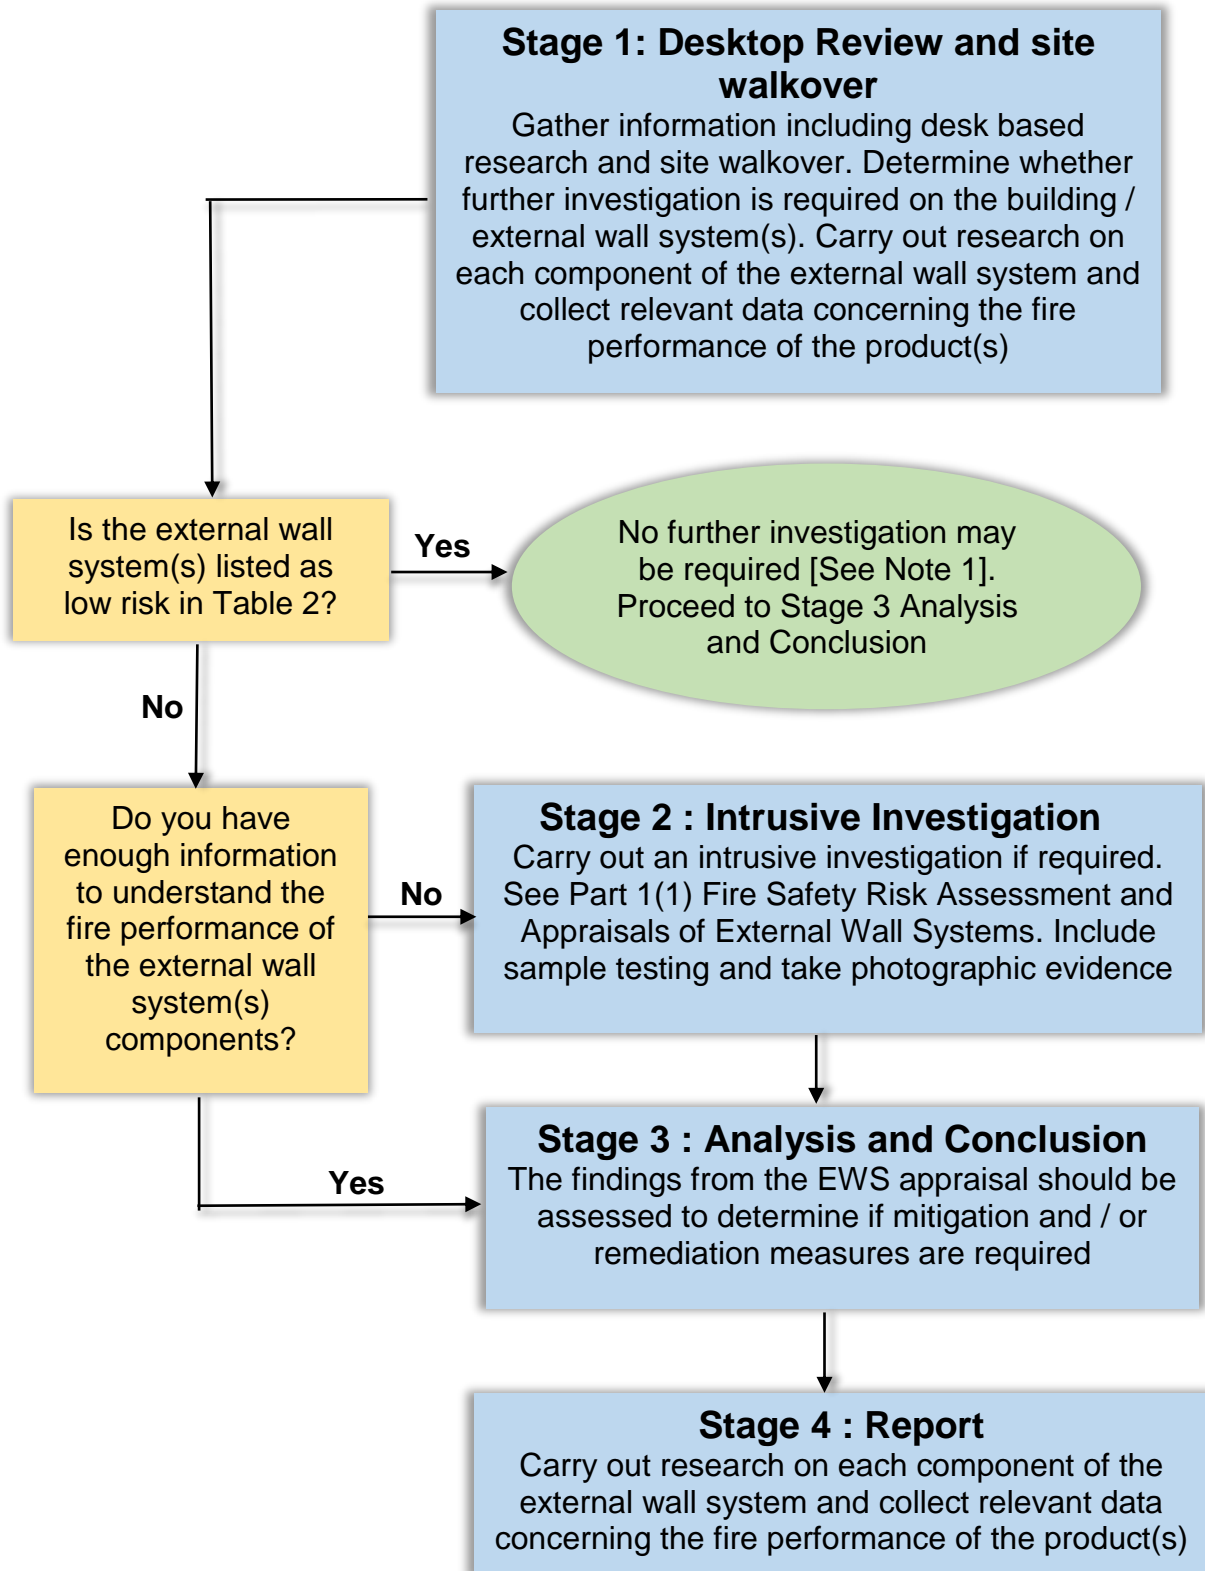 Stage 1: Desktop Review and site
walkover
Gather information including desk based
research and site walkover. Determine whether
further investigation is required on the building /
external wall system(s). Carry out research on
each component of the external wall system and
collect relevant data concerning the fire
performance of the product(s)
Is the external wall
system(s) listed as
low risk in Table 2?
Yes
No further investigation may
be required [See Note 1].
Proceed to Stage 3 Analysis
and Conclusion
No
Do you have
enough information
to understand the
fire performance of
the external wall
system(s)
components?
No
Stage 2 : Intrusive Investigation
Carry out an intrusive investigation if required.
See Part 1(1) Fire Safety Risk Assessment and
Appraisals of External Wall Systems. Include
sample testing and take photographic evidence
Yes
Stage 3 : Analysis and Conclusion
The findings from the EWS appraisal should be
assessed to determine if mitigation and / or
remediation measures are required
Stage 4 : Report
Carry out research on each component of the
external wall system and collect relevant data
concerning the fire performance of the product(s)